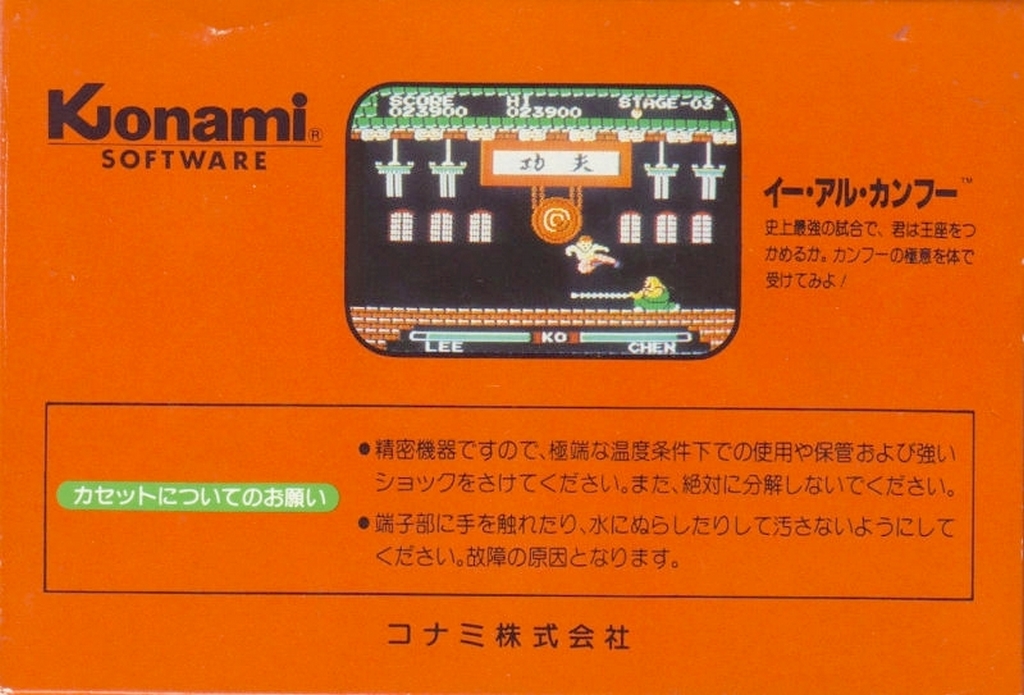 Konami®
SOFTWARE
SCORE HI STAGE-03
023900 023900
功夫
KO
LEE CHEN
イー・アル・カンフー™
史上最強の試合で、君は王座をつ
かめるか。カンフーの極意を体で
受けてみよ!
カセットについてのお願い
●精密機器ですので、極端な温度条件下での使用や保管および強い
ショックをさけてください。また、絶対に分解しないでください。
●端子部に手を触れたり、水にぬらしたりして汚さないようにして
ください。故障の原因となります。
コナミ株式会社